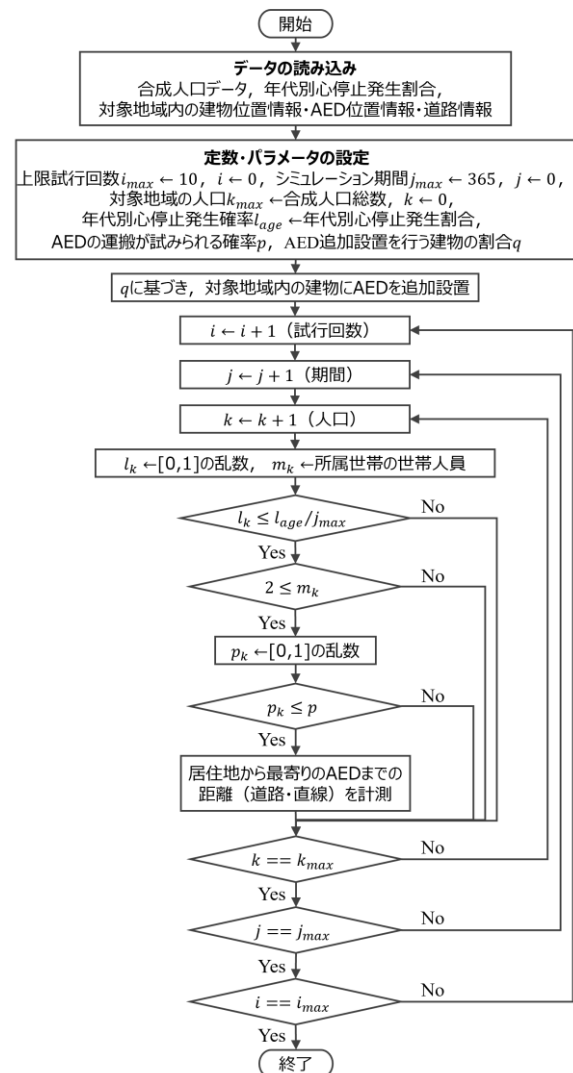 開始
データの読み込み
合成人口データ，年代別心停止発生割合，
対象地域内の建物位置情報・AED位置情報・道路情報
定数・パラメータの設定
上限試行回数i_max ← 10， i ← 0， シミュレーション期間j_max ← 365， j ← 0，
対象地域の人口k_max ←合成人口総数， k ← 0，
年代別心停止発生確率l_age ←年代別心停止発生割合，
AEDの運搬が試みられる確率p， AED追加設置を行う建物の割合q
qに基づき，対象地域内の建物にAEDを追加設置
i ← i + 1（試行回数）
j ← j + 1（期間）
k ← k + 1（人口）
l_k ←[0,1]の乱数， m_k ←所属世帯の世帯人員
l_k ≤ l_age/j_max
No
Yes
2 ≤ m_k
No
Yes
p_k ←[0,1]の乱数
p_k ≤ p
No
Yes
居住地から最寄りのAEDまでの
距離（道路・直線）を計測
k == k_max
No
Yes
j == j_max
No
Yes
i == i_max
No
Yes
終了